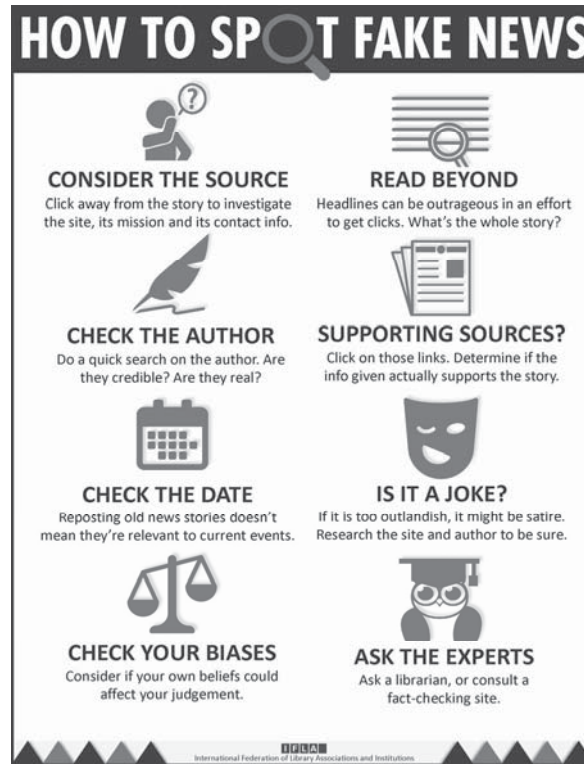 HOW TO SPOT FAKE NEWS
?
CONSIDER THE SOURCE
Click away from the story to investigate
the site, its mission and its contact info.
READ BEYOND
Headlines can be outrageous in an effort
to get clicks. What's the whole story?
CHECK THE AUTHOR
Do a quick search on the author. Are
they credible? Are they real?
SUPPORTING SOURCES?
Click on those links. Determine if the
info given actually supports the story.
CHECK THE DATE
Reposting old news stories doesn't
mean they're relevant to current events.
IS IT A JOKE?
If it is too outlandish, it might be satire.
Research the site and author to be sure.
CHECK YOUR BIASES
Consider if your own beliefs could
affect your judgement.
ASK THE EXPERTS
Ask a librarian, or consult a
fact-checking site.
IFLA
International Federation of Library Associations and Institutions